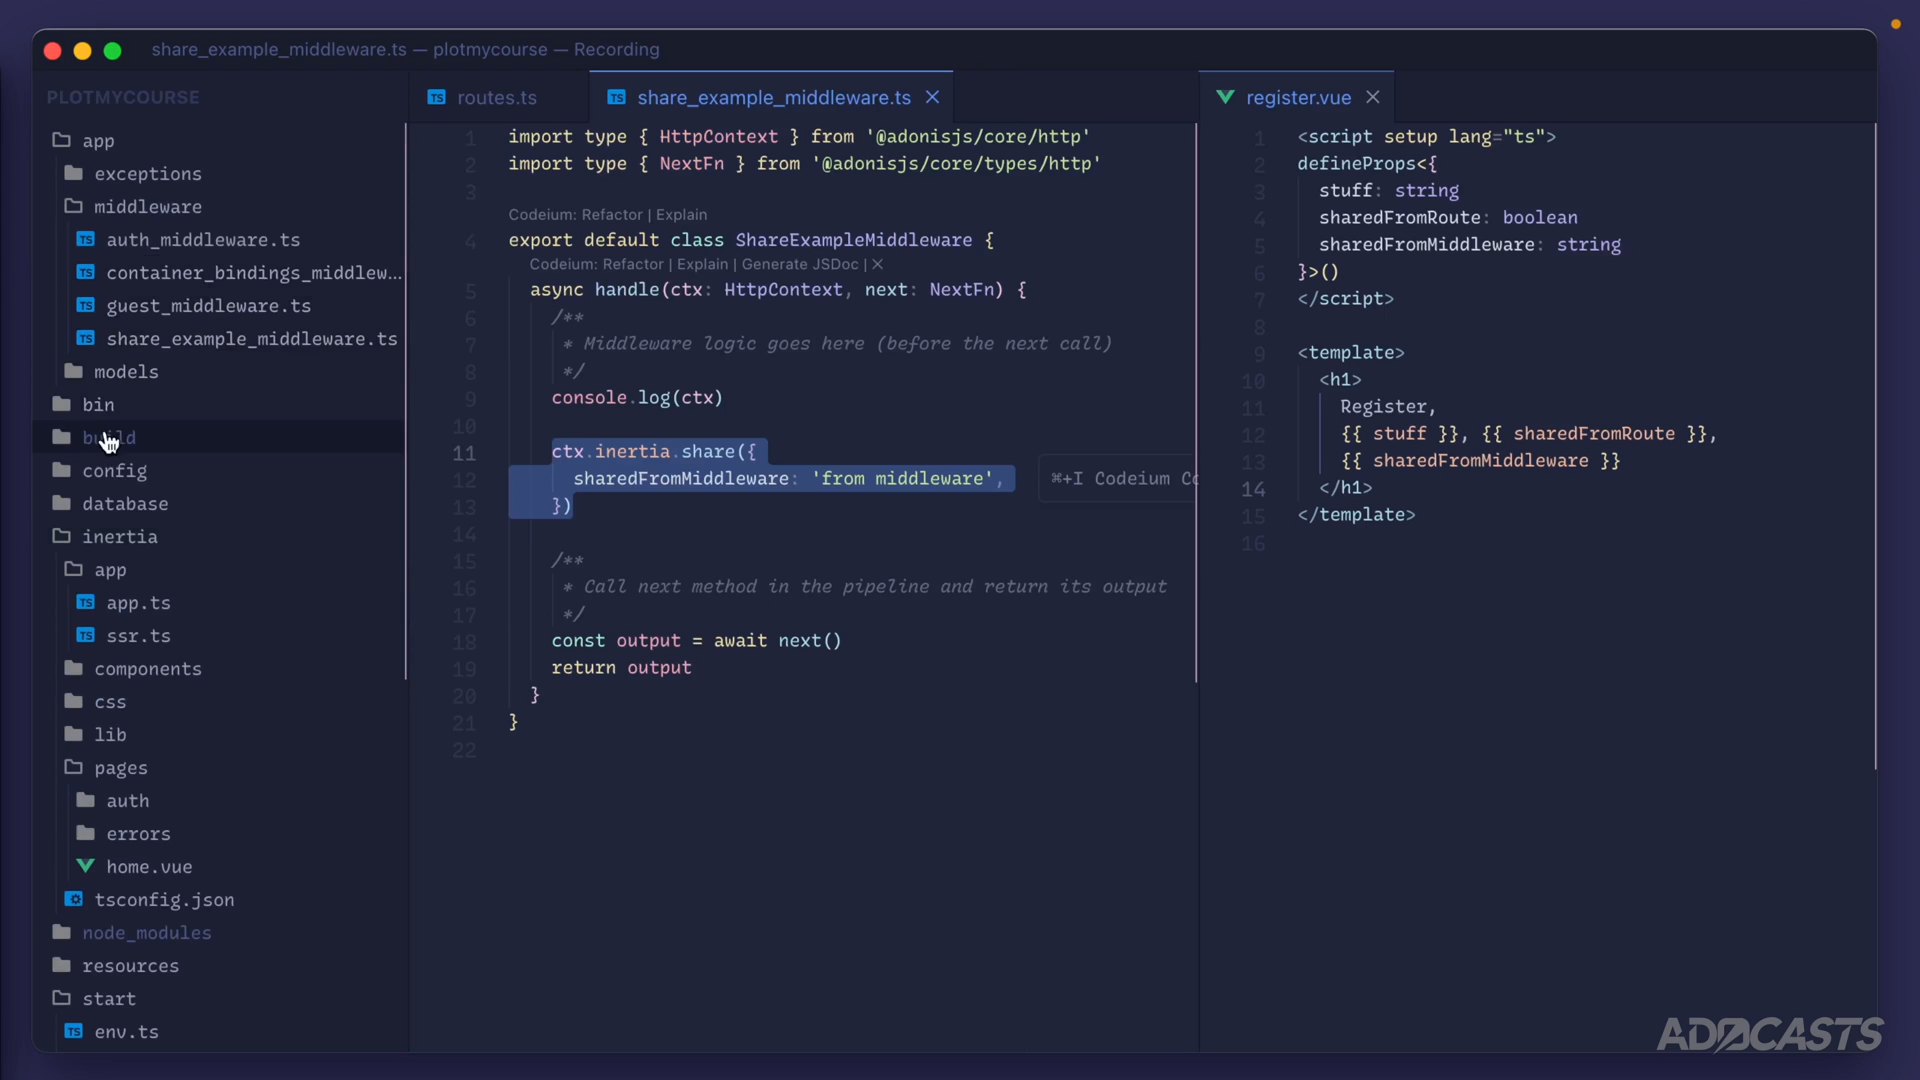 share_example_middleware.ts — plotmycourse — Recording
PLOTMYCOURSE
app
exceptions
middleware
auth_middleware.ts
container_bindings_middlew...
guest_middleware.ts
share_example_middleware.ts
models
bin
build
config
database
inertia
app
app.ts
ssr.ts
components
css
lib
pages
auth
errors
home.vue
tsconfig.json
node_modules
resources
start
env.ts
routes.ts
share_example_middleware.ts
1 import type { HttpContext } from '@adonisjs/core/http'
2 import type { NextFn } from '@adonisjs/core/types/http'
3
Codeium: Refactor | Explain
4 export default class ShareExampleMiddleware {
Codeium: Refactor | Explain | Generate JSDoc | ✕
5 async handle(ctx: HttpContext, next: NextFn) {
6 /**
7 * Middleware logic goes here (before the next call)
8 */
9 console.log(ctx)
10
11 ctx.inertia.share({
12 sharedFromMiddleware: 'from middleware',
⌘+I Codeium Co
13 })
14
15 /**
16 * Call next method in the pipeline and return its output
17 */
18 const output = await next()
19 return output
20 }
21 }
22
register.vue
1 <script setup lang="ts">
2 defineProps<{
3 stuff: string
4 sharedFromRoute: boolean
5 sharedFromMiddleware: string
6 }>()
7 </script>
8
9 <template>
10 <h1>
11 Register,
12 {{ stuff }}, {{ sharedFromRoute }},
13 {{ sharedFromMiddleware }}
14 </h1>
15 </template>
16
ADOCASTS